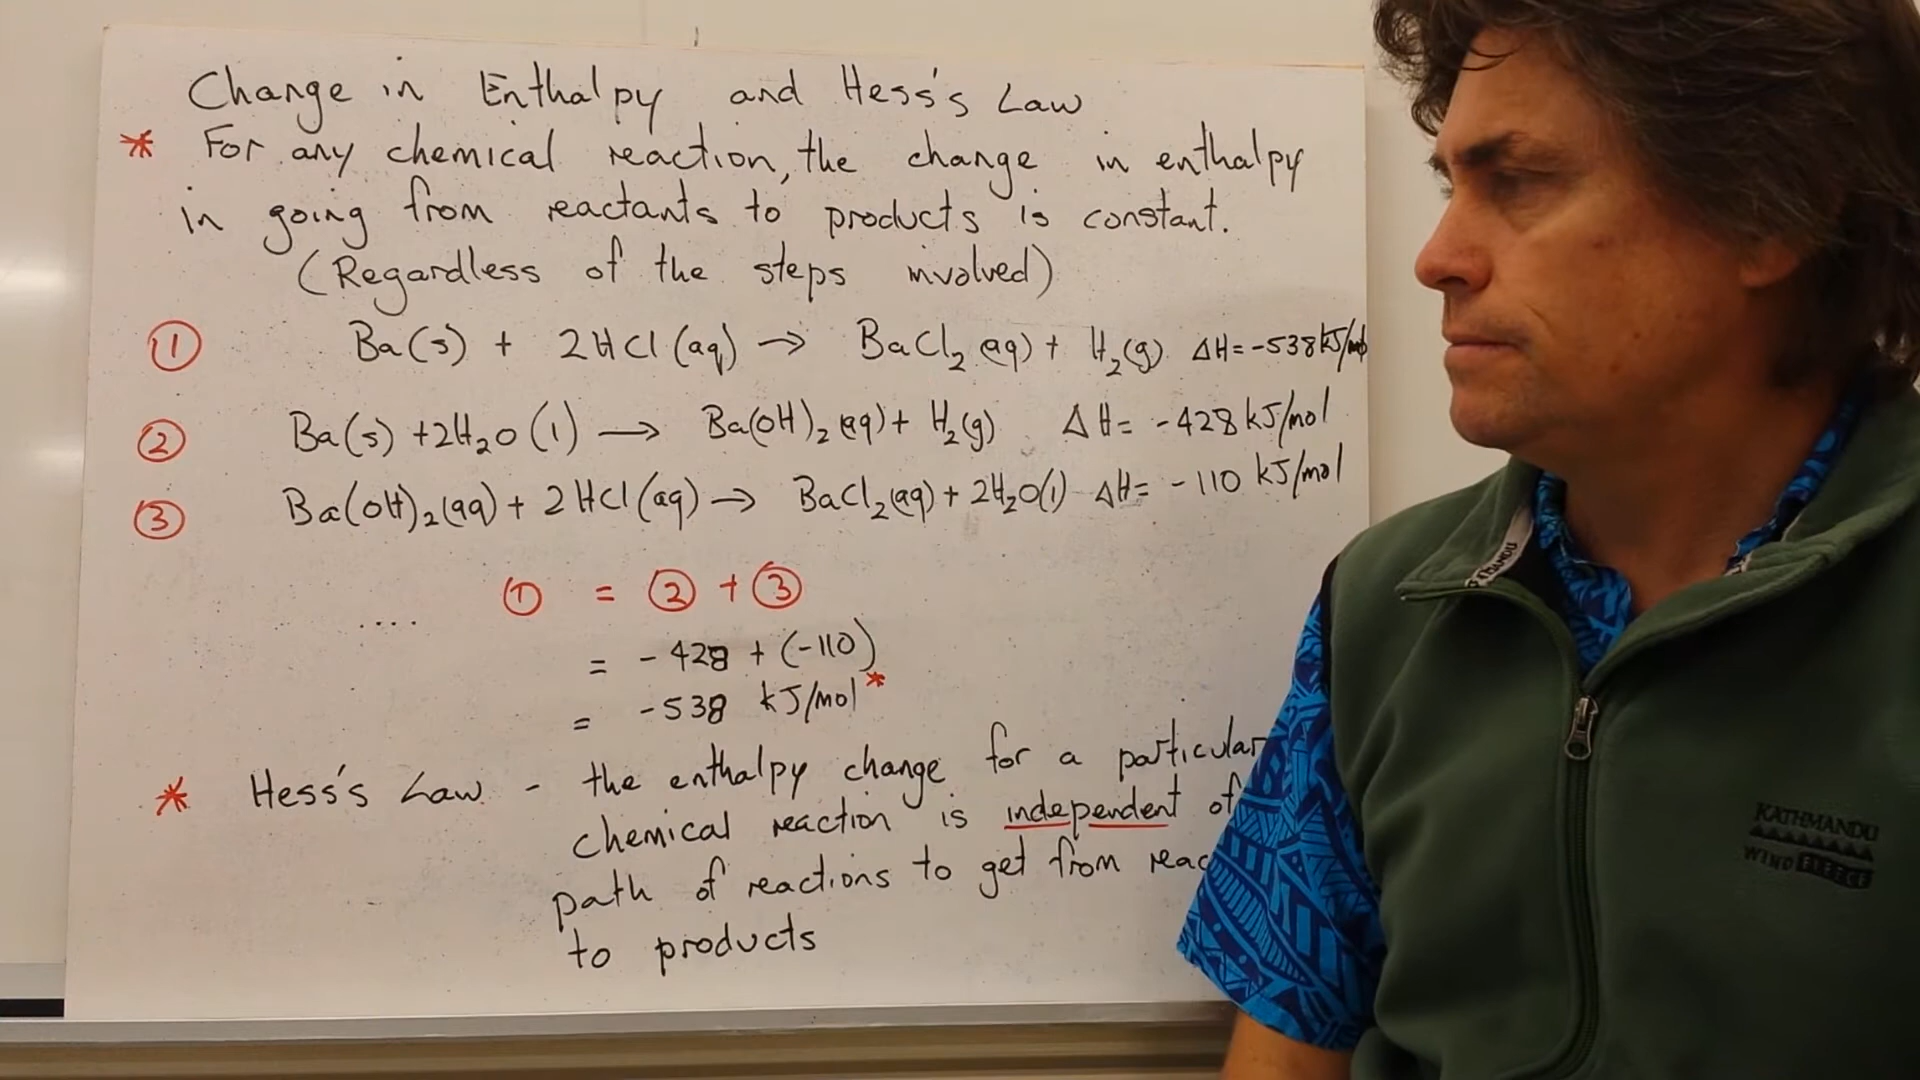 Change in Enthalpy and Hess's Law
* For any chemical reaction, the change in enthalpy
in going from reactants to products is constant.
(Regardless of the steps involved)
① Ba(s) + 2HCl(aq) → BaCl₂(aq) + H₂(g) ΔH = -538 kJ/mol
② Ba(s) + 2H₂O(l) → Ba(OH)₂(aq) + H₂(g) ΔH = -428 kJ/mol
③ Ba(OH)₂(aq) + 2HCl(aq) → BaCl₂(aq) + 2H₂O(l) ΔH = -110 kJ/mol
.... ① = ② + ③
= -428 + (-110)
= -538 kJ/mol *
* Hess's Law - the enthalpy change for a particular
chemical reaction is independent of
path of reactions to get from reac
to products
KATHMANDU
WIND FLEECE